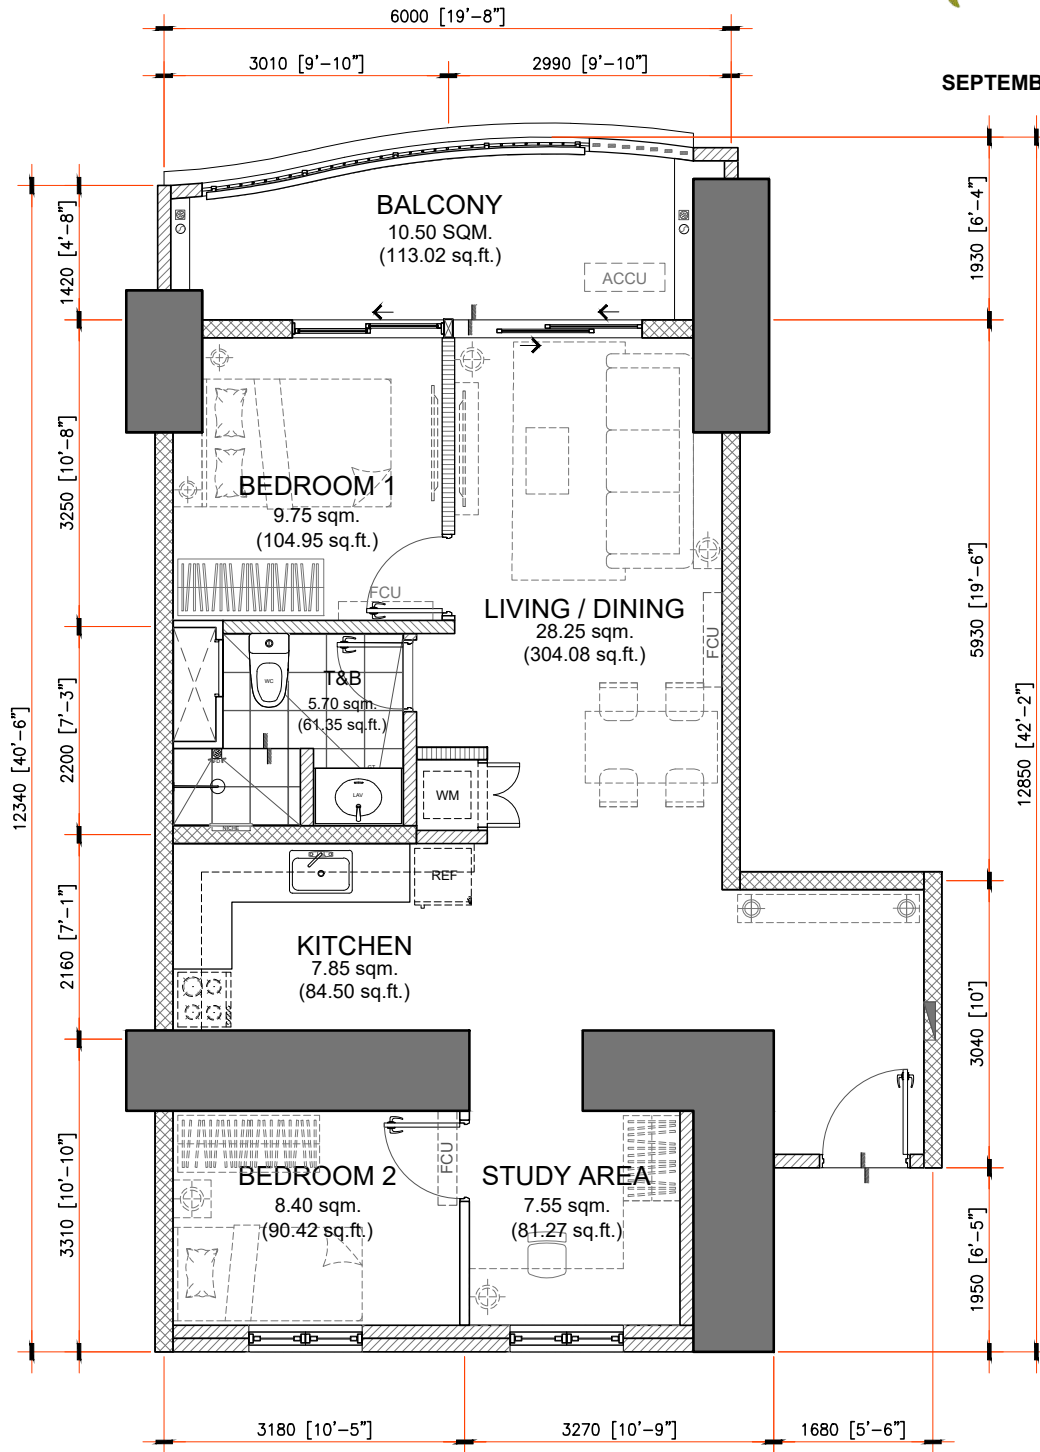 6000 [19'-8"]
3010 [9'-10"]
2990 [9'-10"]
SEPTEMB
BALCONY
10.50 SQM.
(113.02 sq.ft.)
ACCU
1420 [4'-8"]
1930 [6'-4"]
BEDROOM 1
9.75 sqm.
(104.95 sq.ft.)
FCU
3250 [10'-8"]
LIVING / DINING
28.25 sqm.
(304.08 sq.ft.)
FCU
5930 [19'-6"]
T&B
5.70 sqm.
(61.35 sq.ft.)
WC
LAV
WM
2200 [7'-3"]
12340 [40'-6"]
12850 [42'-2"]
REF
KITCHEN
7.85 sqm.
(84.50 sq.ft.)
2160 [7'-1"]
3040 [10']
BEDROOM 2
8.40 sqm.
(90.42 sq.ft.)
FCU
STUDY AREA
7.55 sqm.
(81.27 sq.ft.)
3310 [10'-10"]
1950 [6'-5"]
3180 [10'-5"]
3270 [10'-9"]
1680 [5'-6"]